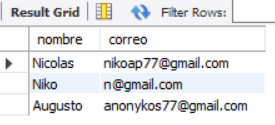 Result Grid Filter Rows:
nombre correo
Nicolas nikoap77@gmail.com
Niko n@gmail.com
Augusto anonykos77@gmail.com